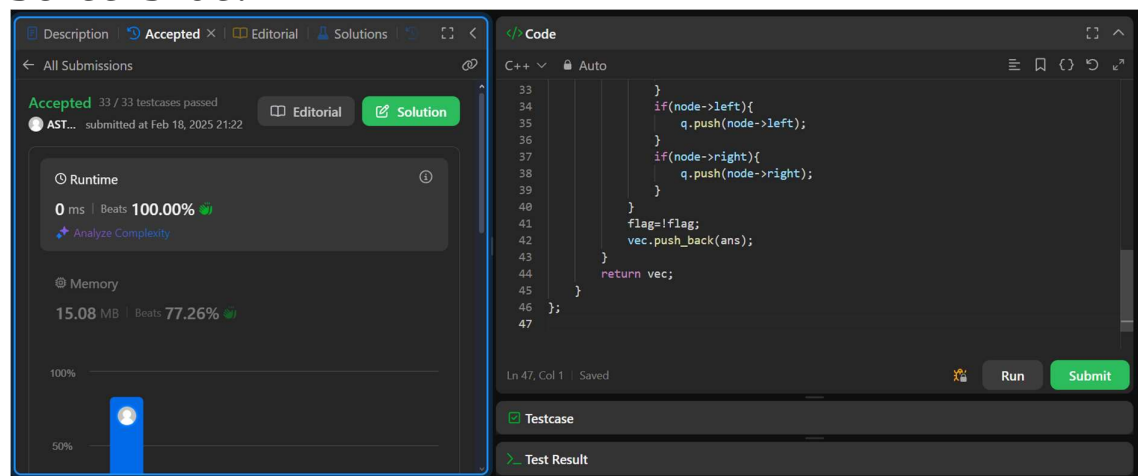 Description
Accepted
Editorial
Solutions
All Submissions
Accepted 33 / 33 testcases passed
AST... submitted at Feb 18, 2025 21:22
Editorial
Solution
Runtime
0 ms | Beats 100.00%
Analyze Complexity
Memory
15.08 MB | Beats 77.26%
100%
50%
</> Code
C++
Auto
33 }
34 if(node->left){
35 q.push(node->left);
36 }
37 if(node->right){
38 q.push(node->right);
39 }
40 }
41 flag=!flag;
42 vec.push_back(ans);
43 }
44 return vec;
45 }
46 };
47
Ln 47, Col 1 | Saved
Run
Submit
Testcase
Test Result